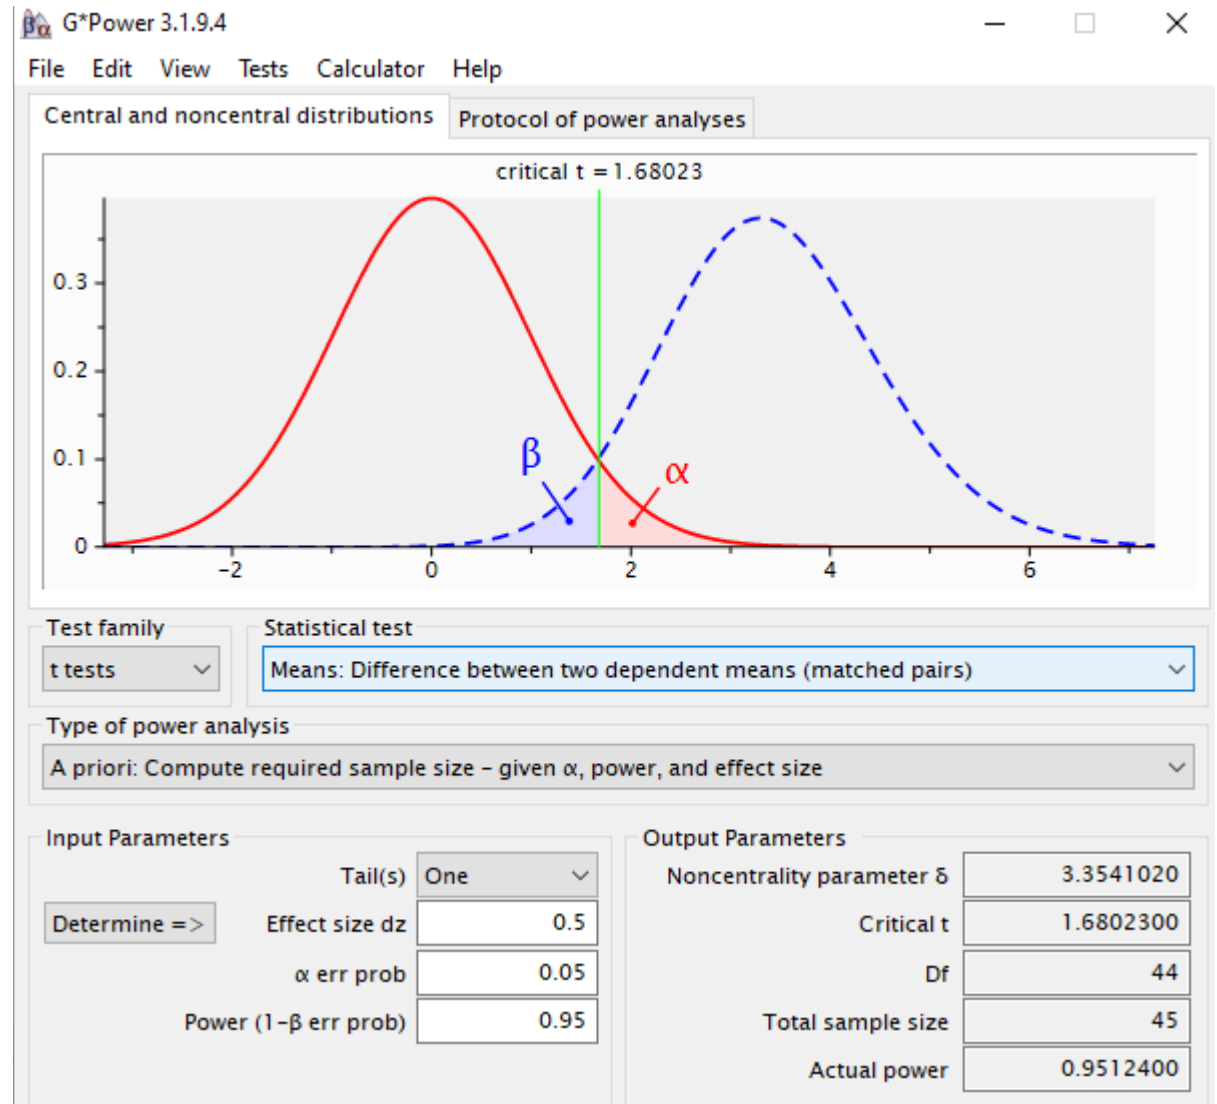 G*Power 3.1.9.4
File Edit View Tests Calculator Help
Central and noncentral distributions Protocol of power analyses
critical t = 1.68023
0.3
0.2
0.1
0
β
α
-2 0 2 4 6
Test family
t tests
Statistical test
Means: Difference between two dependent means (matched pairs)
Type of power analysis
A priori: Compute required sample size – given α, power, and effect size
Input Parameters
Tail(s) One
Determine => Effect size dz 0.5
α err prob 0.05
Power (1-β err prob) 0.95
Output Parameters
Noncentrality parameter δ 3.3541020
Critical t 1.6802300
Df 44
Total sample size 45
Actual power 0.9512400